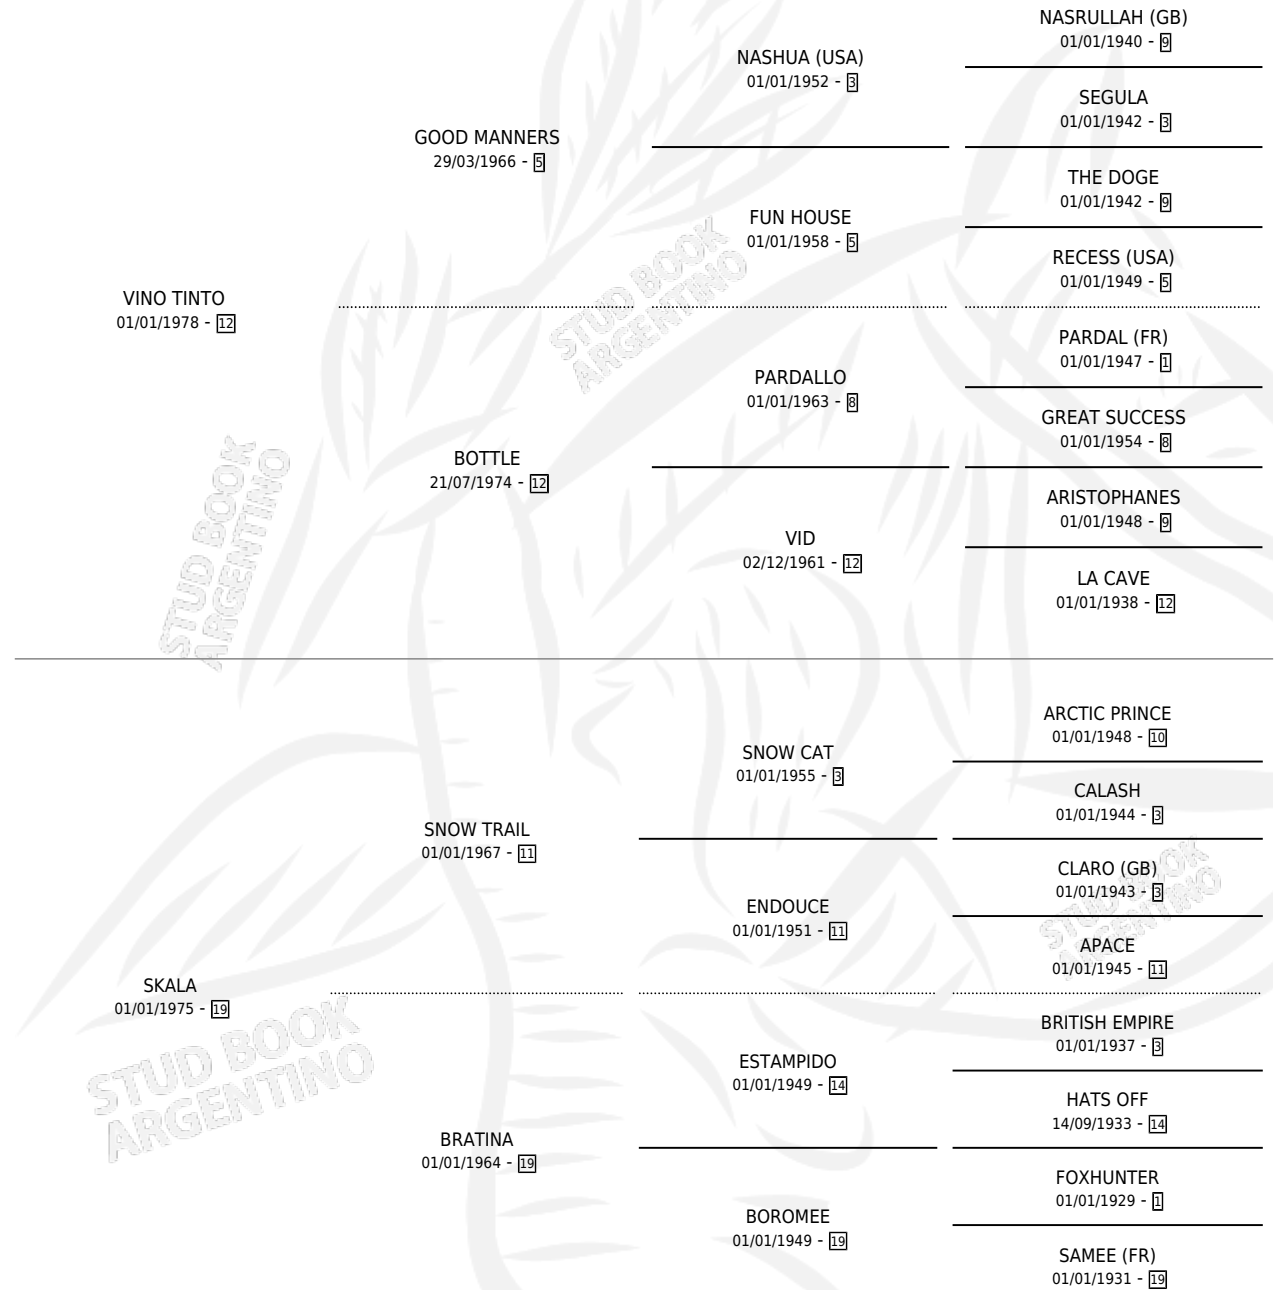 NASRULLAH (GB)
01/01/1940 - 9
NASHUA (USA)
01/01/1952 - 3
SEGULA
01/01/1942 - 3
GOOD MANNERS
29/03/1966 - 5
THE DOGE
01/01/1942 - 9
FUN HOUSE
01/01/1958 - 5
RECESS (USA)
01/01/1949 - 5
VINO TINTO
01/01/1978 - 12
PARDAL (FR)
01/01/1947 - 1
PARDALLO
01/01/1963 - 8
GREAT SUCCESS
01/01/1954 - 8
BOTTLE
21/07/1974 - 12
ARISTOPHANES
01/01/1948 - 9
VID
02/12/1961 - 12
LA CAVE
01/01/1938 - 12
ARCTIC PRINCE
01/01/1948 - 10
SNOW CAT
01/01/1955 - 3
CALASH
01/01/1944 - 3
SNOW TRAIL
01/01/1967 - 11
CLARO (GB)
01/01/1943 - 3
ENDOUCE
01/01/1951 - 11
APACE
01/01/1945 - 11
SKALA
01/01/1975 - 19
BRITISH EMPIRE
01/01/1937 - 3
ESTAMPIDO
01/01/1949 - 14
HATS OFF
14/09/1933 - 14
BRATINA
01/01/1964 - 19
FOXHUNTER
01/01/1929 - 1
BOROMEE
01/01/1949 - 19
SAMEE (FR)
01/01/1931 - 19
STUD BOOK
ARGENTINO
STUD BOOK
ARGENTINO
STUD BOOK
ARGENTINO
STUD BOOK
ARGENTINO